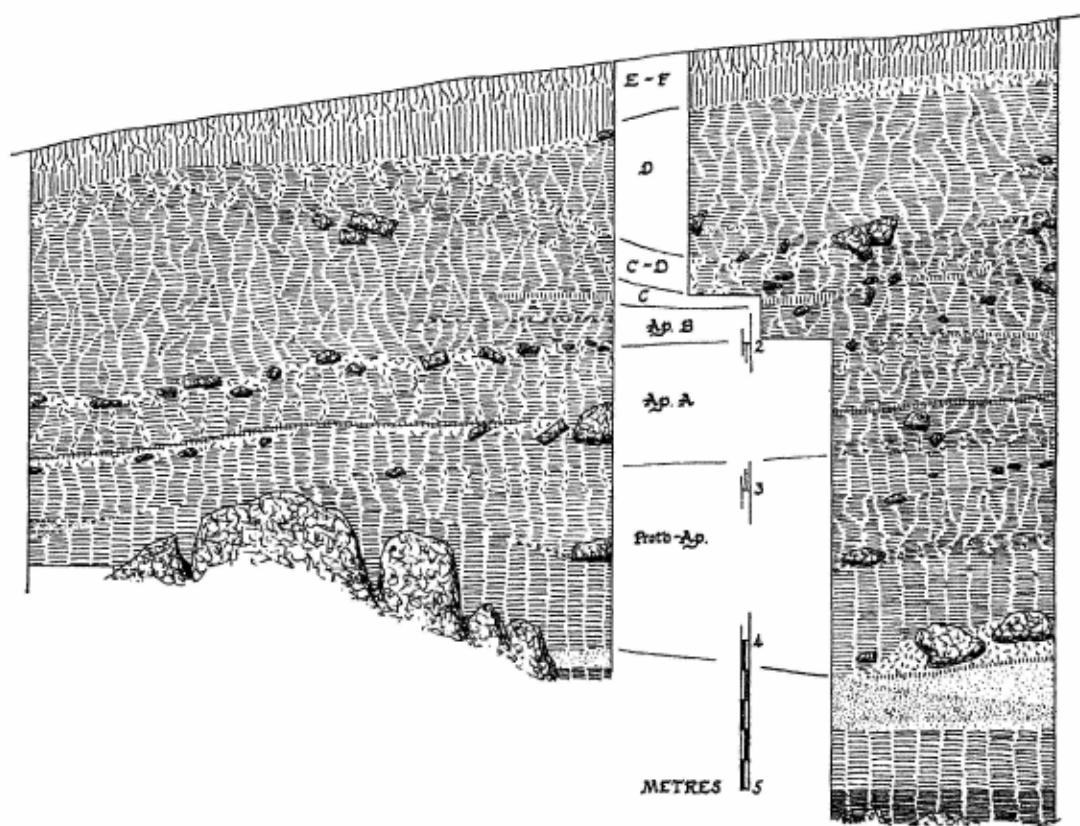 E – F
D
C – D
C
Ap. B
2
Ap. A
3
Proto-Ap.
4
METRES 5